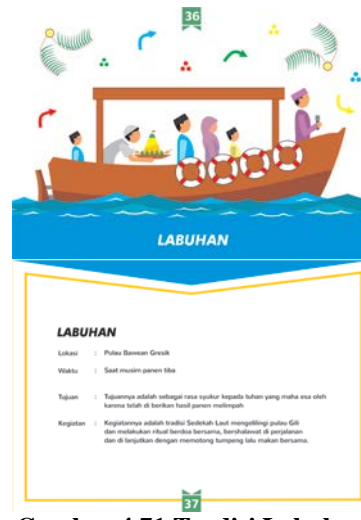 36
LABUHAN
LABUHAN
Lokasi : Pulau Bawean Gresik
Waktu : Saat musim panen tiba
Tujuan : Tujuannya adalah sebagai rasa syukur kepada tuhan yang maha esa oleh
karena telah di berikan hasil panen melimpah
Kegiatan : Kegiatannya adalah tradisi Sedekah Laut mengelilingi pulau Gili
dan melakukan ritual berdoa bersama, bershalawat di perjalanan
dan di lanjutkan dengan memotong tumpeng lalu makan bersama.
37